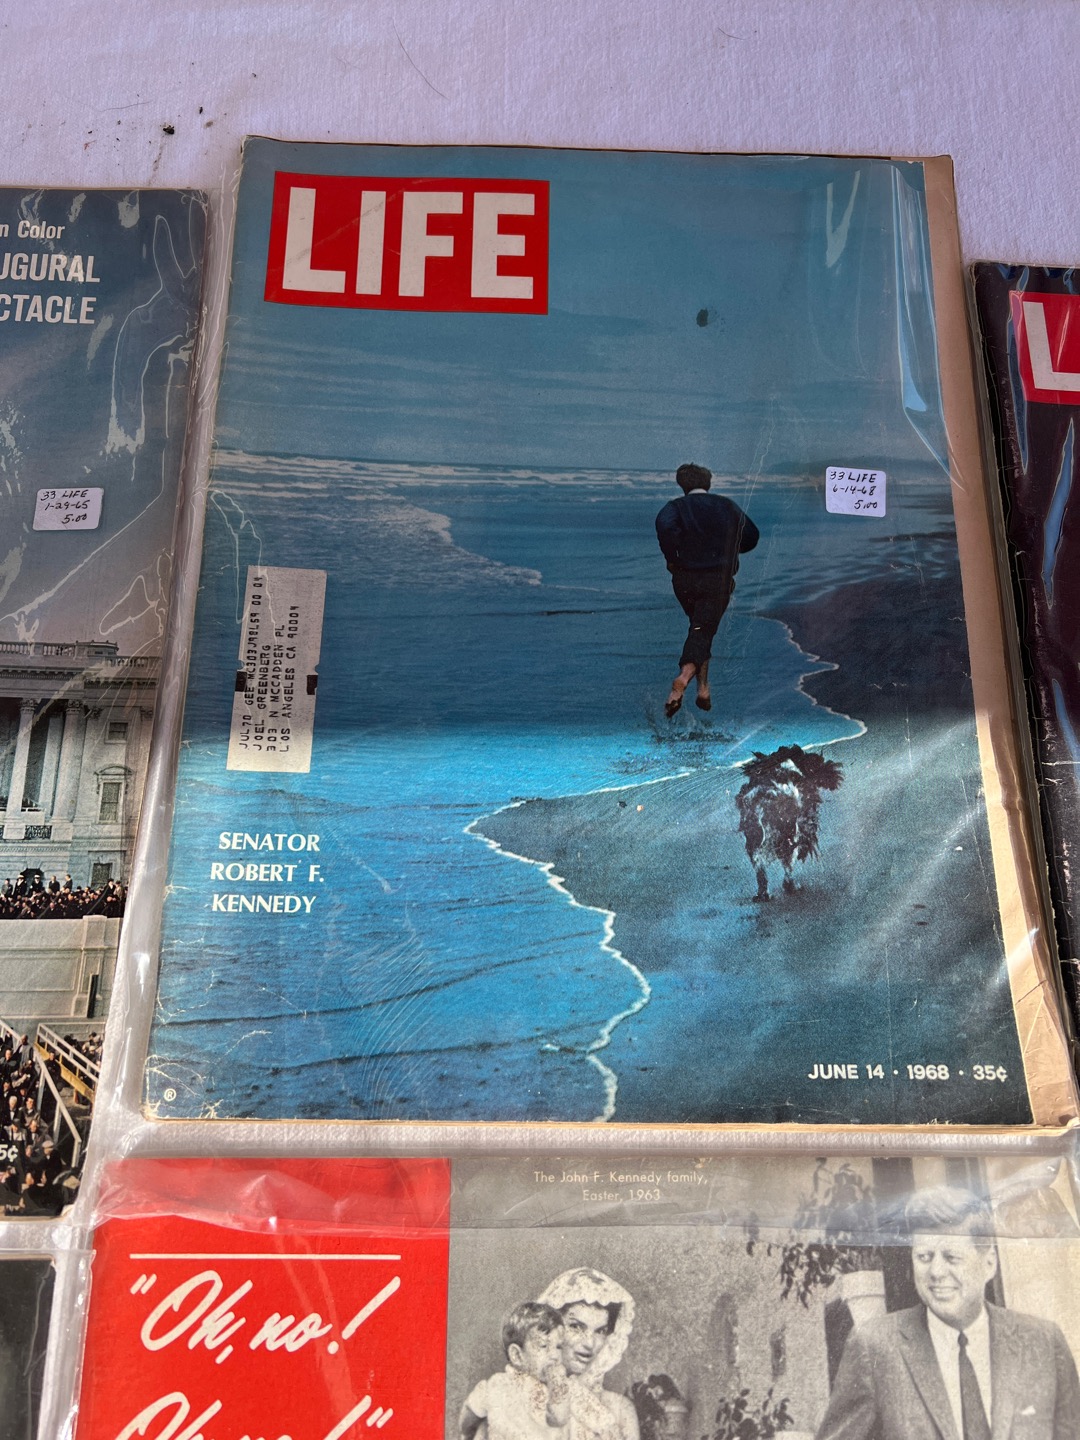 n Color
UGURAL
CTACLE
33 LIFE
1-29-65
5.00
5¢
LIFE
33 LIFE
6-14-68
5.00
JOEL GREENBERG
303 N MCCADDEN PL
LOS ANGELES CA 90004
SENATOR
ROBERT F.
KENNEDY
®
JUNE 14 · 1968 · 35¢
L
The John F. Kennedy family,
Easter, 1963
"Oh, no!